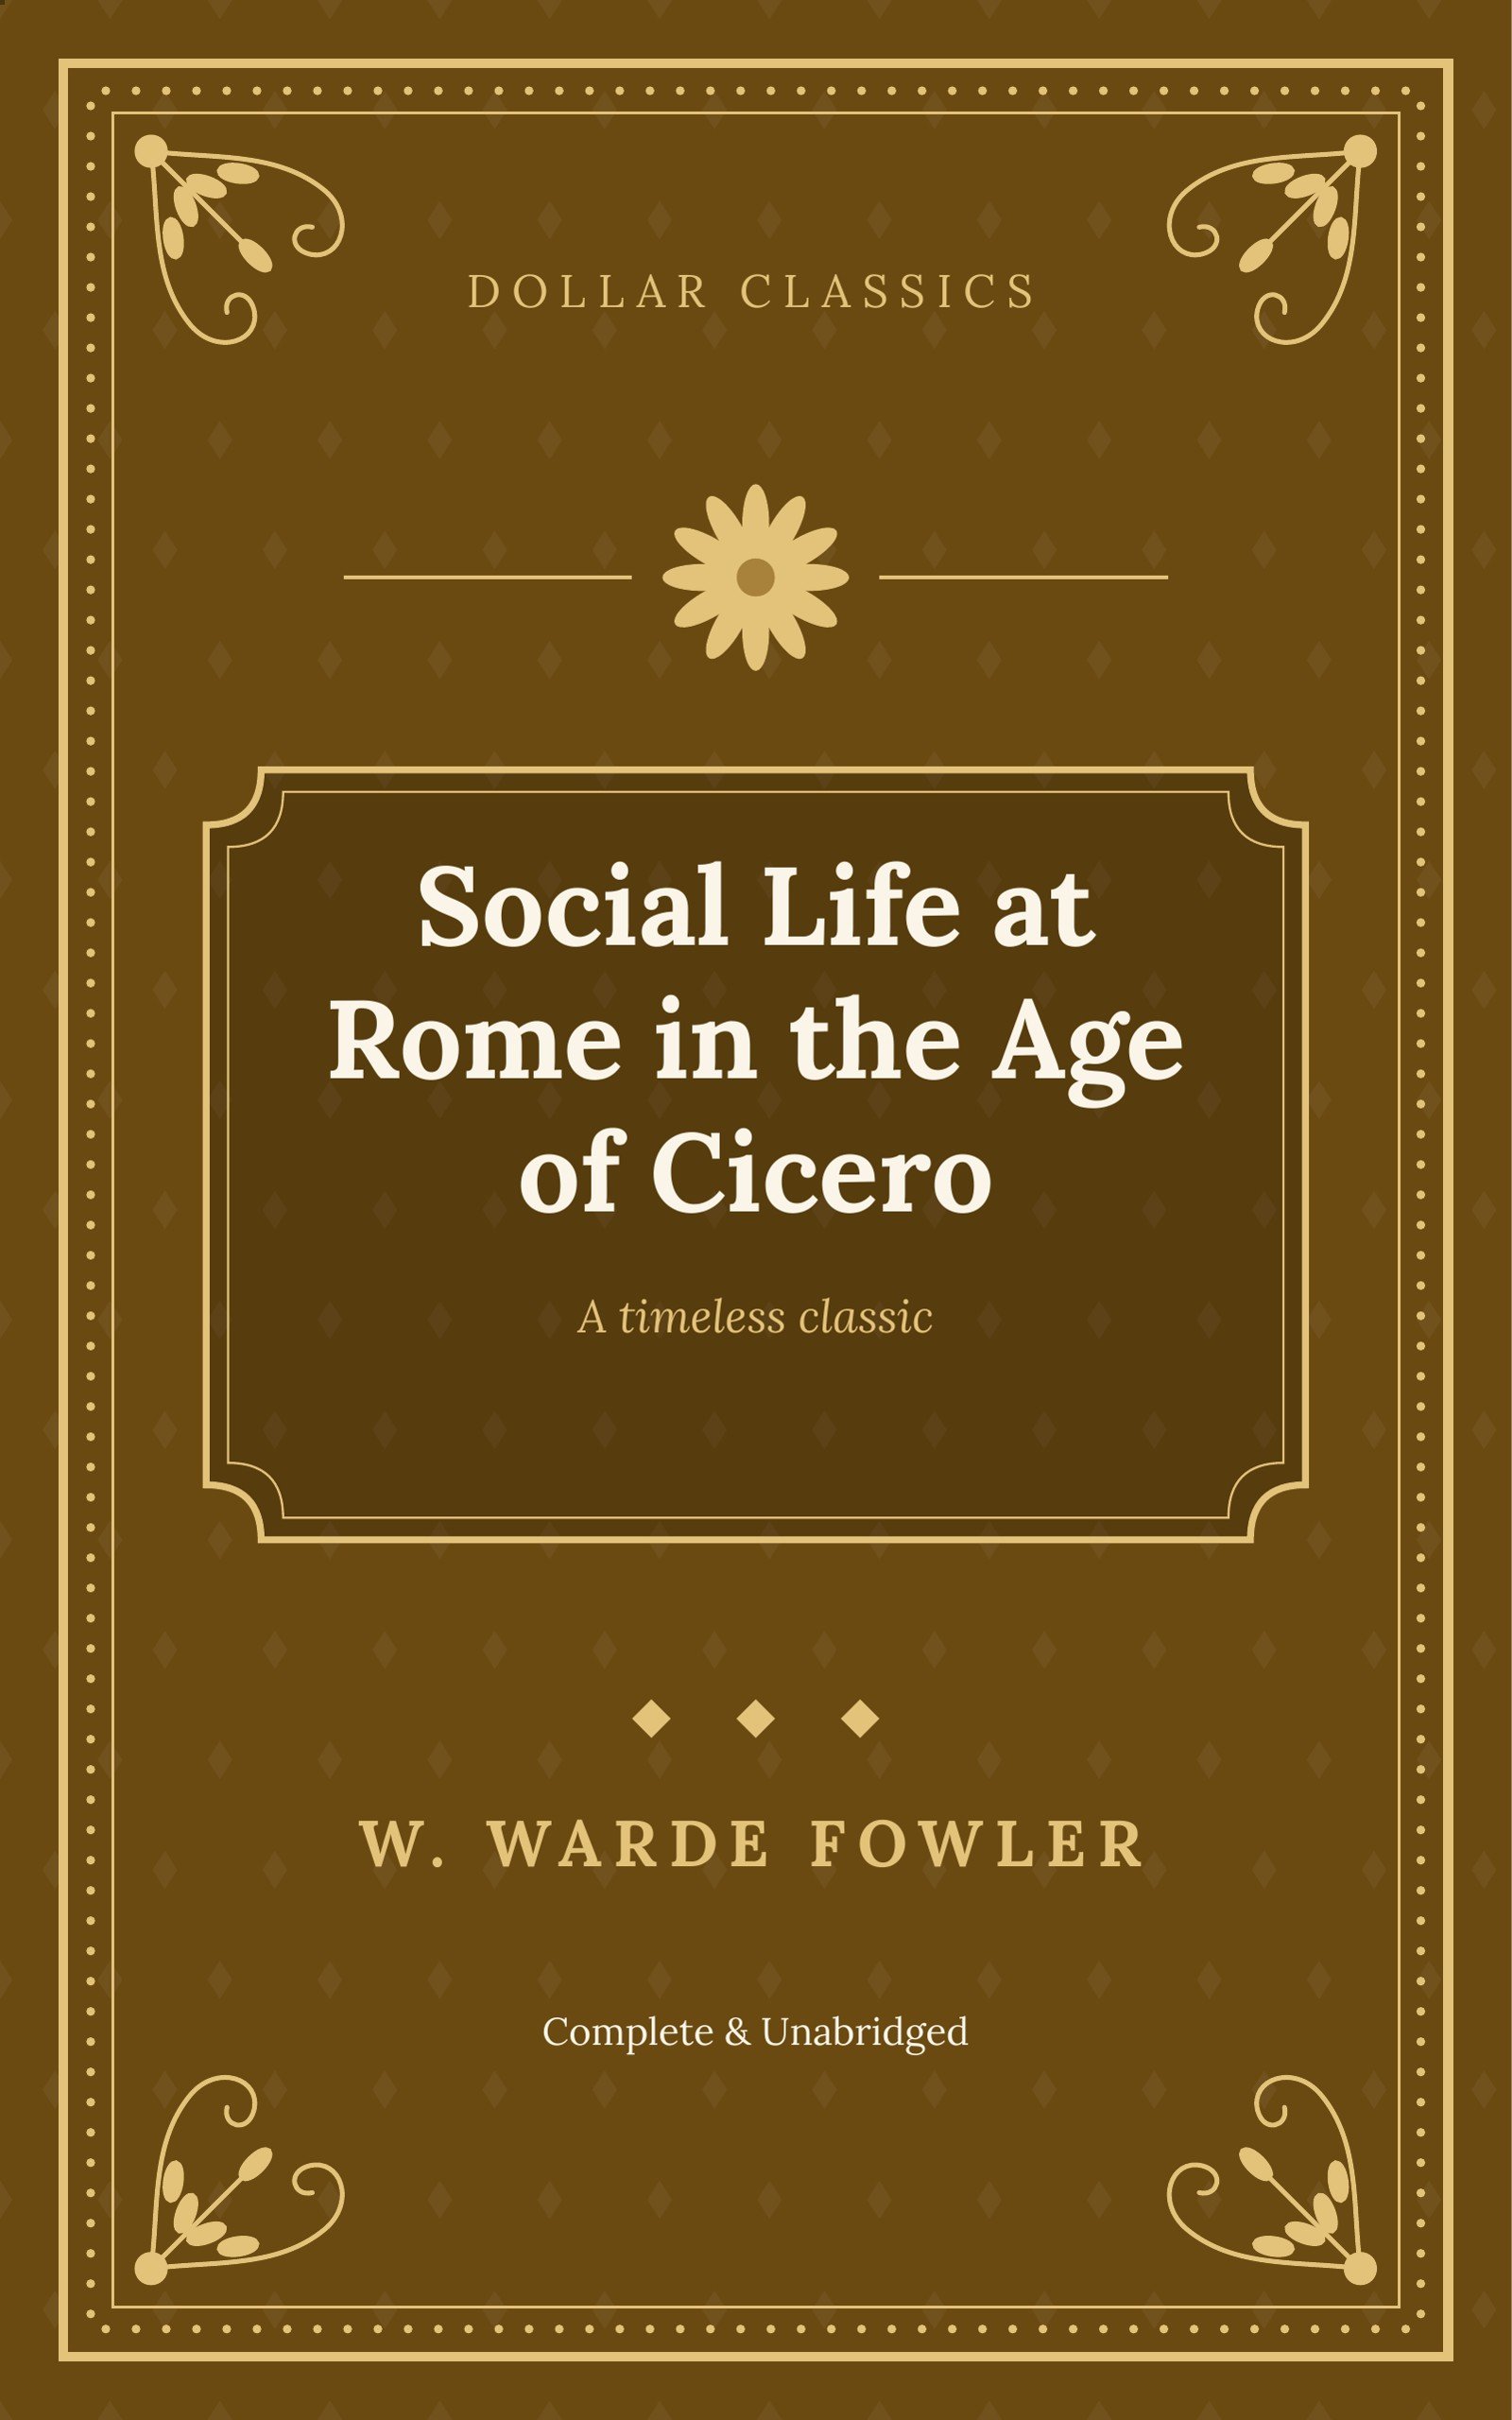 DOLLAR CLASSICS
Social Life at
Rome in the Age
of Cicero
A timeless classic
W. WARDE FOWLER
Complete & Unabridged